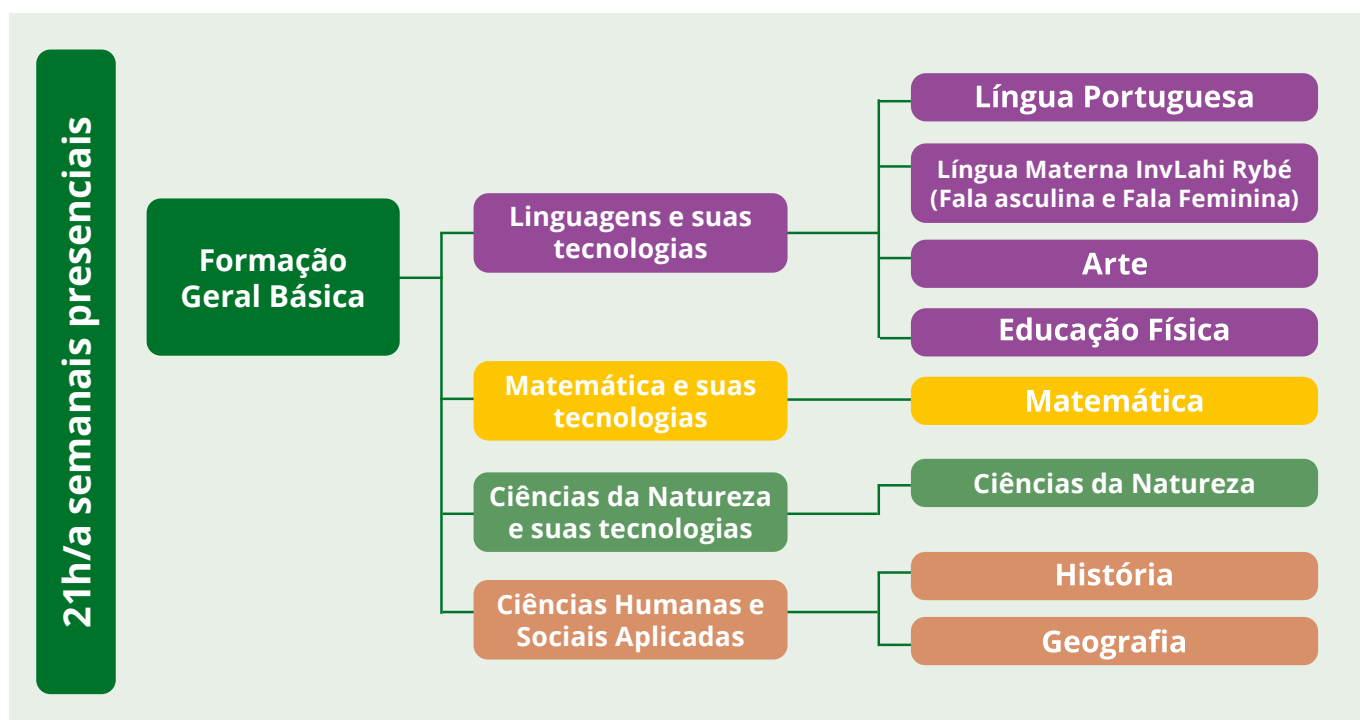 21h/a semanais presenciais
Formação
Geral Básica
Linguagens e suas
tecnologias
Língua Portuguesa
Língua Materna InvLahi Rybé
(Fala asculina e Fala Feminina)
Arte
Educação Física
Matemática e suas
tecnologias
Matemática
Ciências da Natureza
e suas tecnologias
Ciências da Natureza
Ciências Humanas e
Sociais Aplicadas
História
Geografia